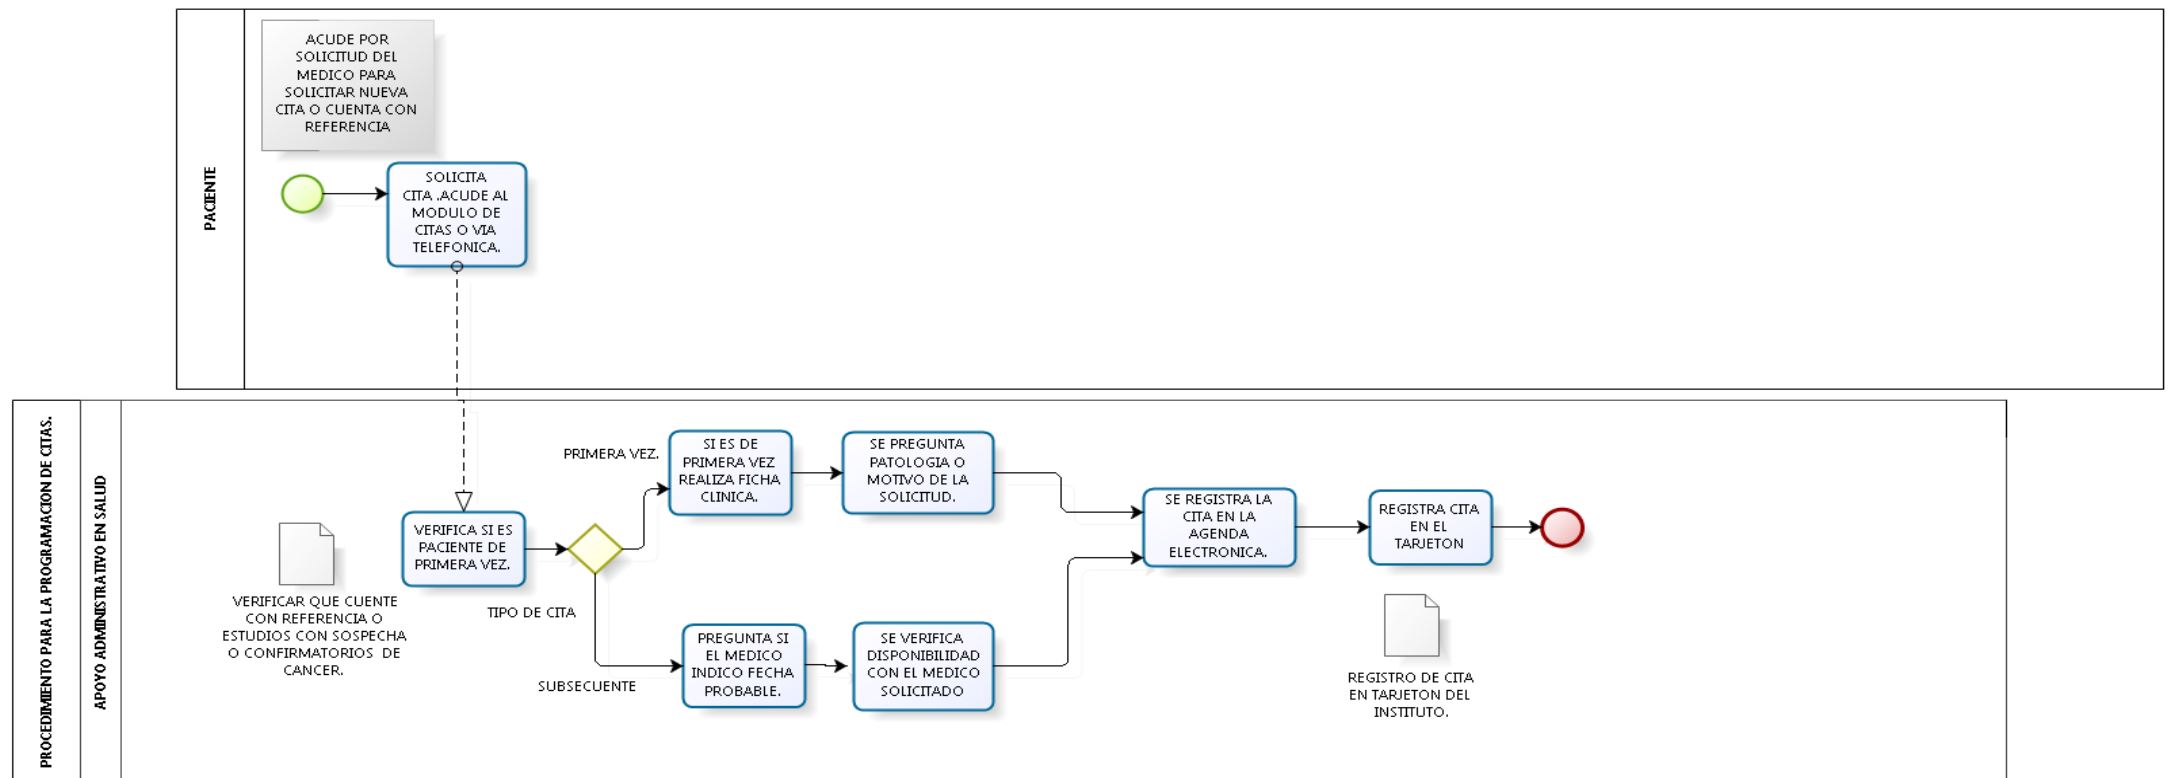 PACIENTE
ACUDE POR
SOLICITUD DEL
MEDICO PARA
SOLICITAR NUEVA
CITA O CUENTA CON
REFERENCIA
SOLICITA
CITA .ACUDE AL
MODULO DE
CITAS O VIA
TELEFONICA.
PROCEDIMIENTO PARA LA PROGRAMACION DE CITAS.
APOYO ADMINISTRATIVO EN SALUD
VERIFICAR QUE CUENTE
CON REFERENCIA O
ESTUDIOS CON SOSPECHA
O CONFIRMATORIOS  DE
CANCER.
VERIFICA SI ES
PACIENTE DE
PRIMERA VEZ.
TIPO DE CITA
PRIMERA VEZ.
SI ES DE
PRIMERA VEZ
REALIZA FICHA
CLINICA.
SE PREGUNTA
PATOLOGIA O
MOTIVO DE LA
SOLICITUD.
SUBSECUENTE
PREGUNTA SI
EL MEDICO
INDICO FECHA
PROBABLE.
SE VERIFICA
DISPONIBILIDAD
CON EL MEDICO
SOLICITADO
SE REGISTRA LA
CITA EN LA
AGENDA
ELECTRONICA.
REGISTRA CITA
EN EL
TARJETON
REGISTRO DE CITA
EN TARJETON DEL
INSTITUTO.